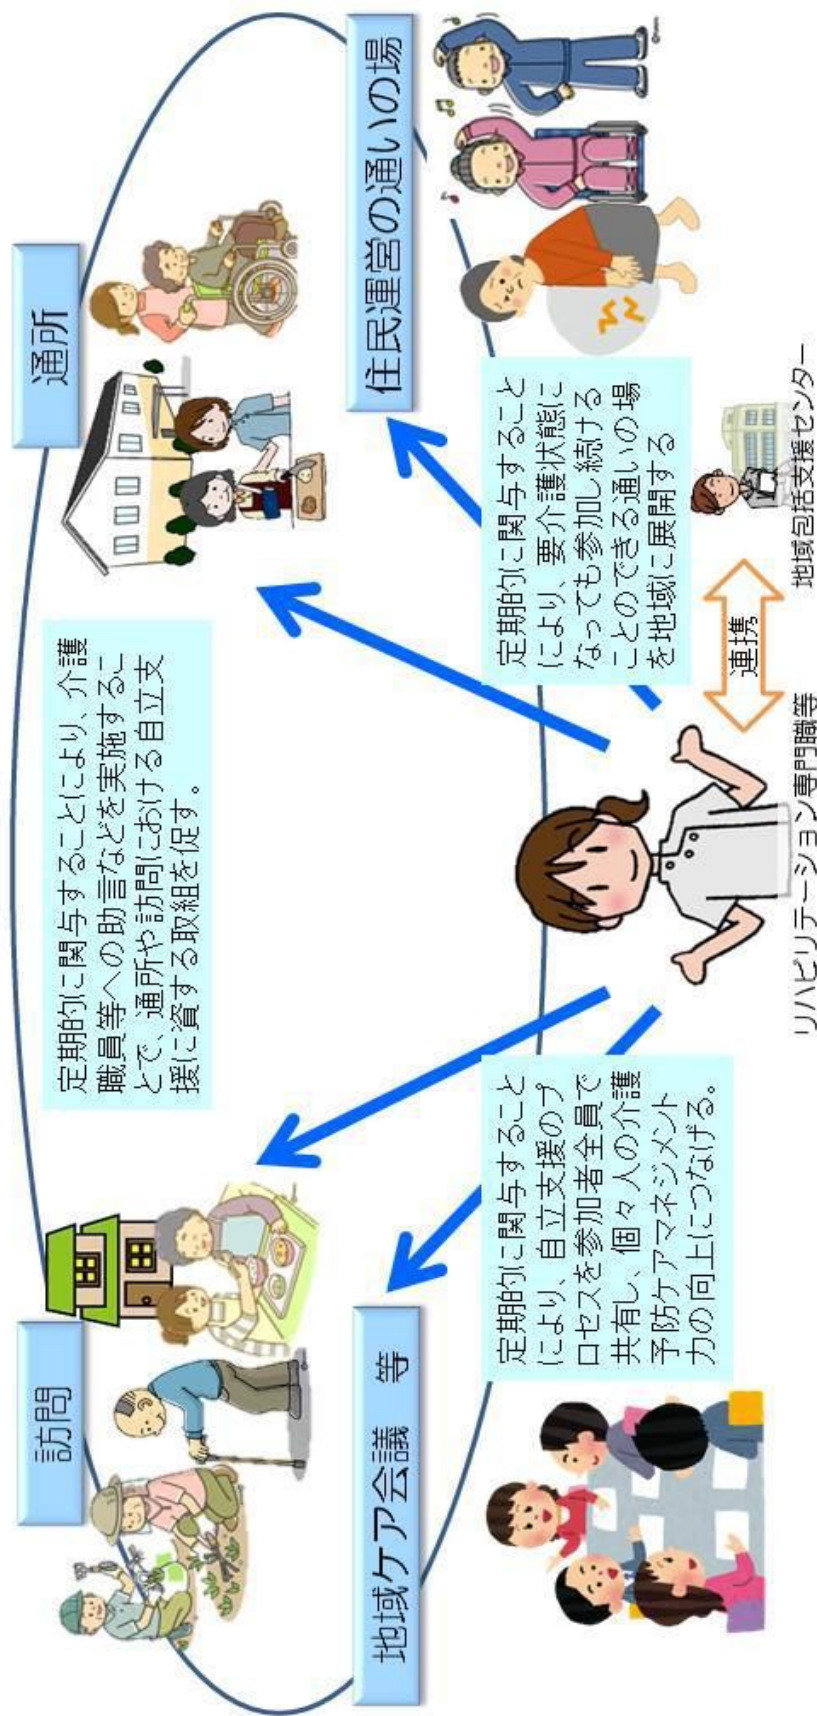 訪問
通所
定期的に関与することにより、介護
職員等への助言などを実施するこ
とで、通所や訪問における自立支
援に資する取組を促す。
地域ケア会議　等
住民運営の通いの場
定期的に関与すること
により、自立支援のプ
ロセスを参加者全員で
共有し、個々人の介護
予防ケアマネジメント
力の向上につなげる。
定期的に関与すること
により、要介護状態に
なっても参加し続ける
ことのできる通いの場
を地域に展開する
連携
リハビリテーション専門職等
地域包括支援センター